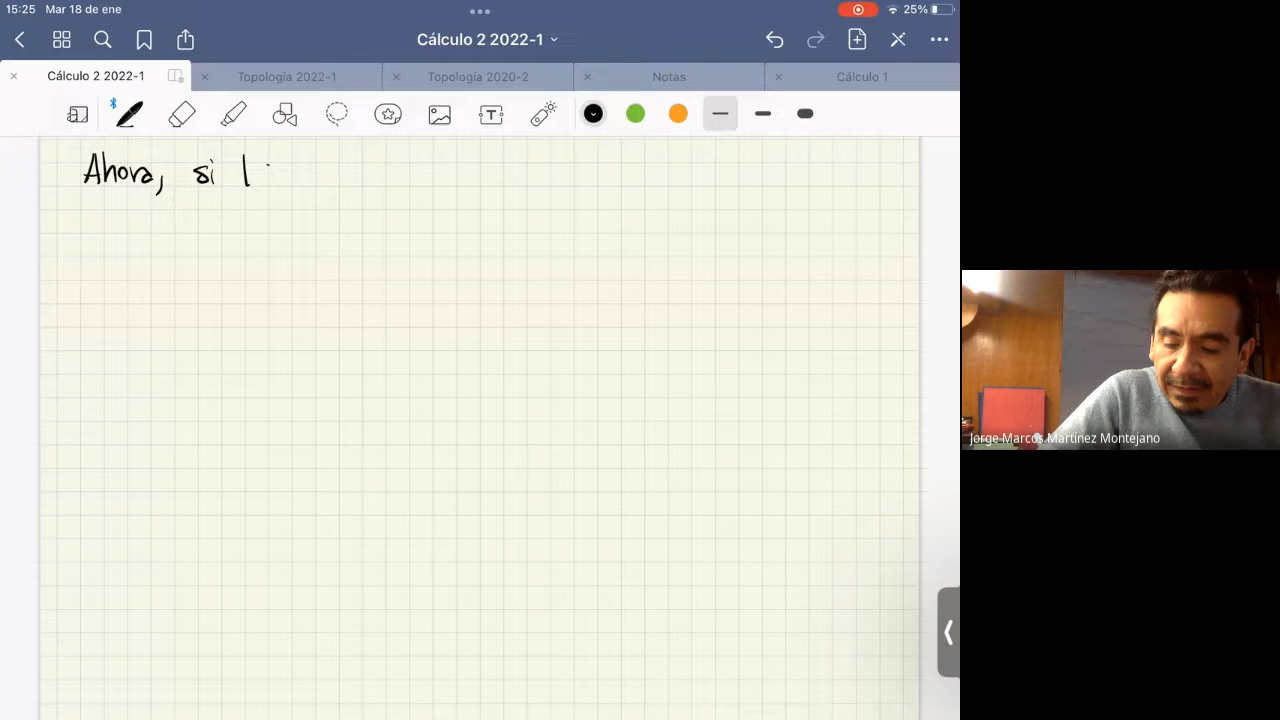 15:25 Mar 18 de ene 25%
Cálculo 2 2022-1
Cálculo 2 2022-1 Topología 2022-1 Topología 2020-2 Notas Cálculo 1
T
Ahora, si
Jorge-Marcos Martínez Montejano